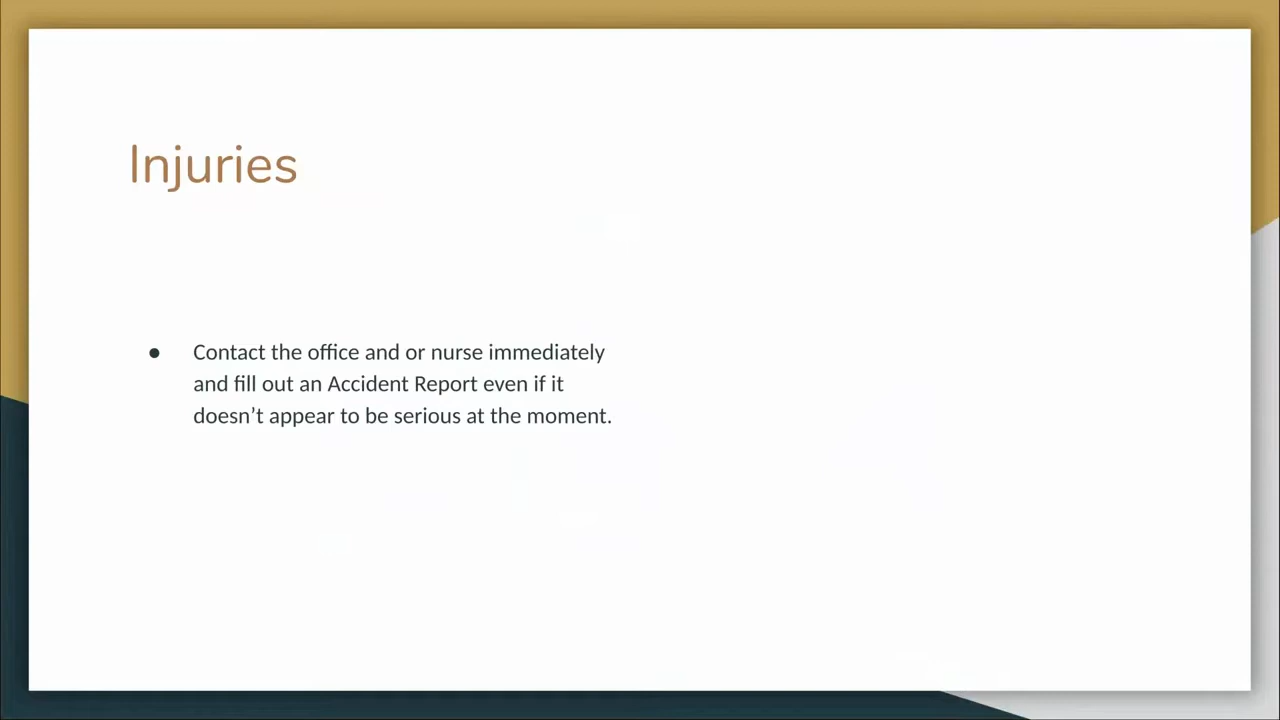 Injuries
● Contact the office and or nurse immediately
and fill out an Accident Report even if it
doesn’t appear to be serious at the moment.